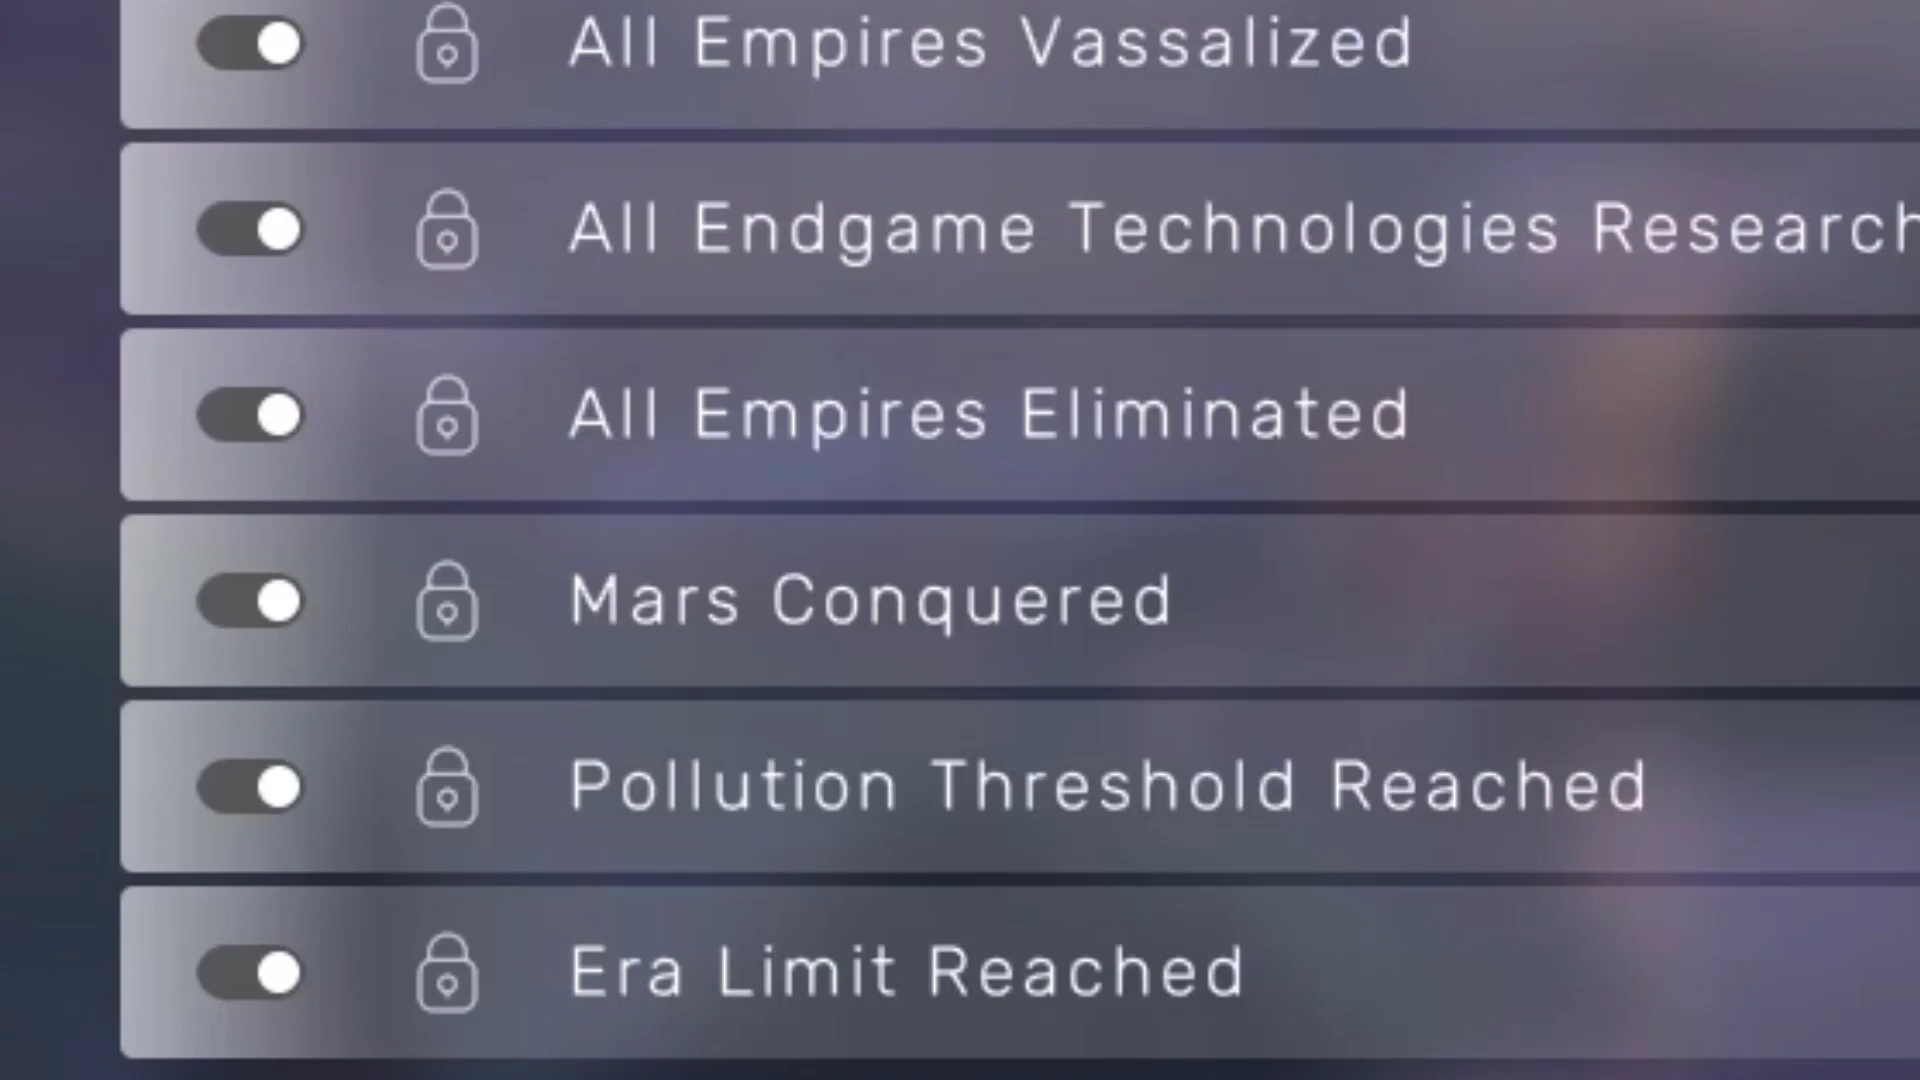 All Empires Vassalized
All Endgame Technologies Research
All Empires Eliminated
Mars Conquered
Pollution Threshold Reached
Era Limit Reached